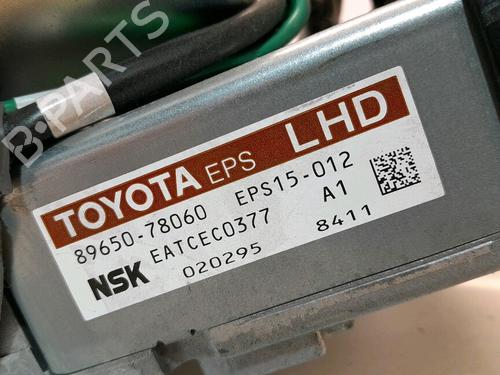 B-PARTS
TOYOTA EPS LHD
89650-78060 EPS15-012
EATCEC0377 A1
NSK 020295 8411